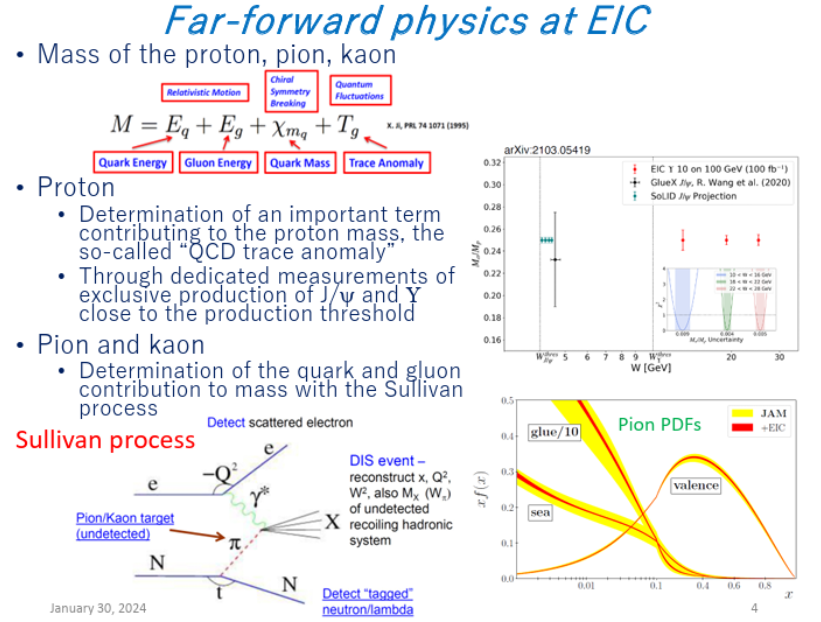 Far-forward physics at EIC
• Mass of the proton, pion, kaon
Relativistic Motion
Chiral
Symmetry
Breaking
Quantum
Fluctuations
M = E_q + E_g + χ_{m_q} + T_g
X. Ji, PRL 74 1071 (1995)
Quark Energy
Gluon Energy
Quark Mass
Trace Anomaly
• Proton
• Determination of an important term
contributing to the proton mass, the
so-called “QCD trace anomaly”
• Through dedicated measurements of
exclusive production of J/ψ and Υ
close to the production threshold
• Pion and kaon
• Determination of the quark and gluon
contribution to mass with the Sullivan
process
arXiv:2103.05419
EIC Υ 10 on 100 GeV (100 fb⁻¹)
GlueX J/ψ, R. Wang et al. (2020)
SoLID J/ψ Projection
0.32
0.30
0.28
0.26
0.24
0.22
0.20
0.18
0.16
M_a/M_p
10 < W < 16 GeV
18 < W < 22 GeV
22 < W < 28 GeV
0.009
0.004
0.005
M_a/M_p Uncertainty
5 6 7 8 9 20 30
W [GeV]
Sullivan process
Detect scattered electron
e
e
−Q²
γ*
DIS event –
reconstruct x, Q²,
W², also M_X (W_π)
of undetected
recoiling hadronic
system
Pion/Kaon target
(undetected)
X
π
N
N
t
Detect “tagged”
neutron/lambda
Pion PDFs
JAM
+EIC
glue/10
valence
sea
xf(x)
0.5
0.4
0.3
0.2
0.1
0.0
0.01 0.1 0.4 0.6 0.8
x
January 30, 2024
4